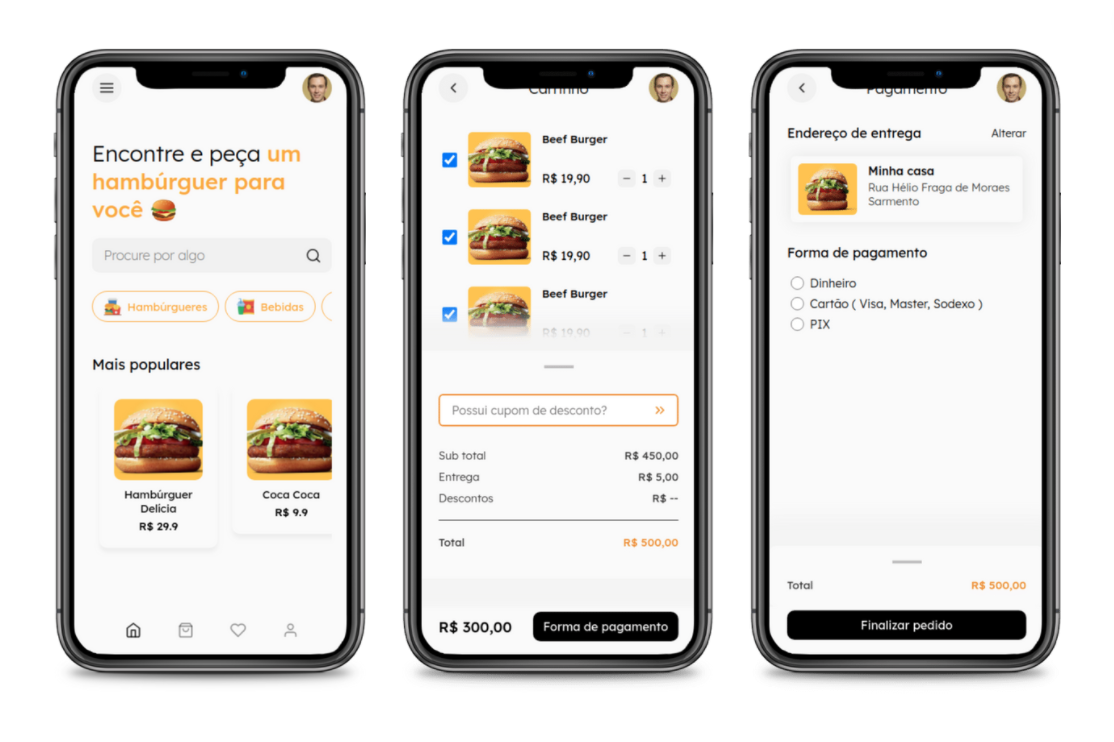 Encontre e peça um
hambúrguer para
você
Procure por algo
Hambúrgueres
Bebidas
Mais populares
Hambúrguer
Delícia
R$ 29.9
Coca Coca
R$ 9.9
Carrinho
Beef Burger
R$ 19,90
− 1 +
Beef Burger
R$ 19,90
− 1 +
Beef Burger
R$ 19,90
− 1 +
Possui cupom de desconto? »
Sub total R$ 450,00
Entrega R$ 5,00
Descontos R$ --
Total R$ 500,00
R$ 300,00 Forma de pagamento
Pagamento
Endereço de entrega Alterar
Minha casa
Rua Hélio Fraga de Moraes
Sarmento
Forma de pagamento
Dinheiro
Cartão ( Visa, Master, Sodexo )
PIX
Total R$ 500,00
Finalizar pedido